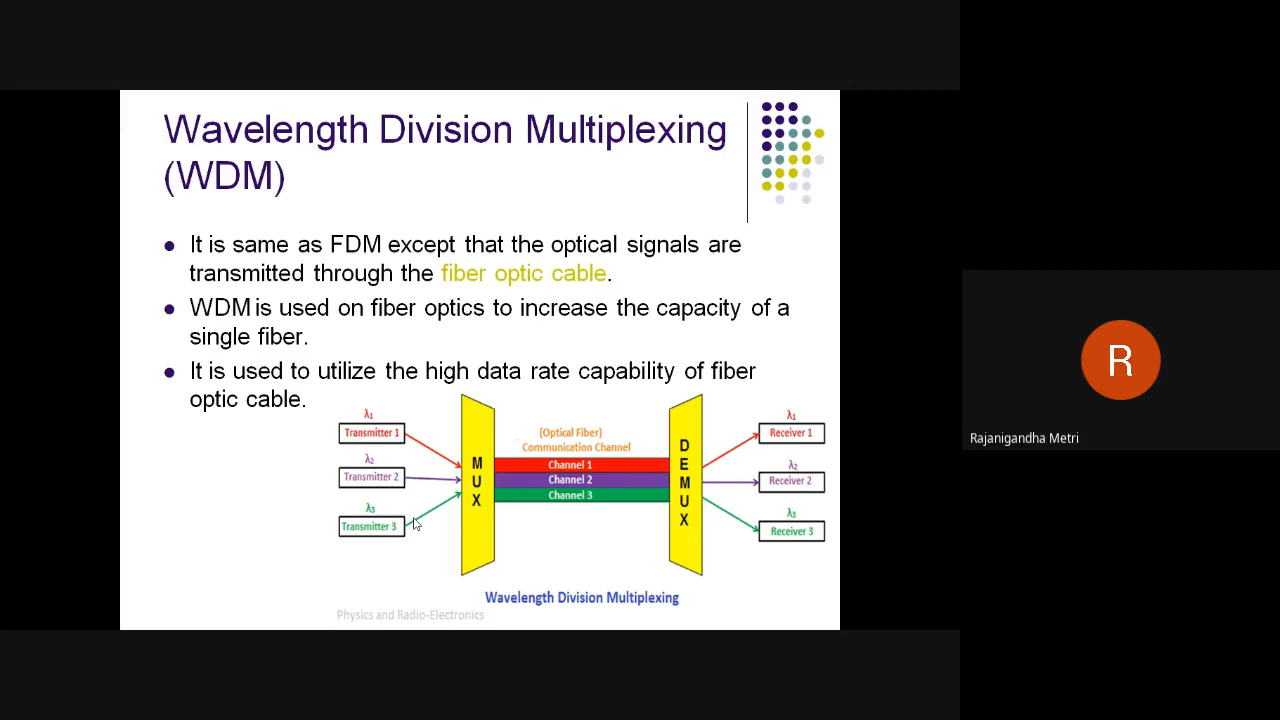 Wavelength Division Multiplexing
(WDM)
It is same as FDM except that the optical signals are
transmitted through the fiber optic cable.
WDM is used on fiber optics to increase the capacity of a
single fiber.
It is used to utilize the high data rate capability of fiber
optic cable.
λ1
Transmitter 1
λ2
Transmitter 2
λ3
Transmitter 3
MUX
(Optical Fiber)
Communication Channel
Channel 1
Channel 2
Channel 3
DEMUX
λ1
Receiver 1
λ2
Receiver 2
λ3
Receiver 3
Wavelength Division Multiplexing
Physics and Radio-Electronics
R
Rajanigandha Metri